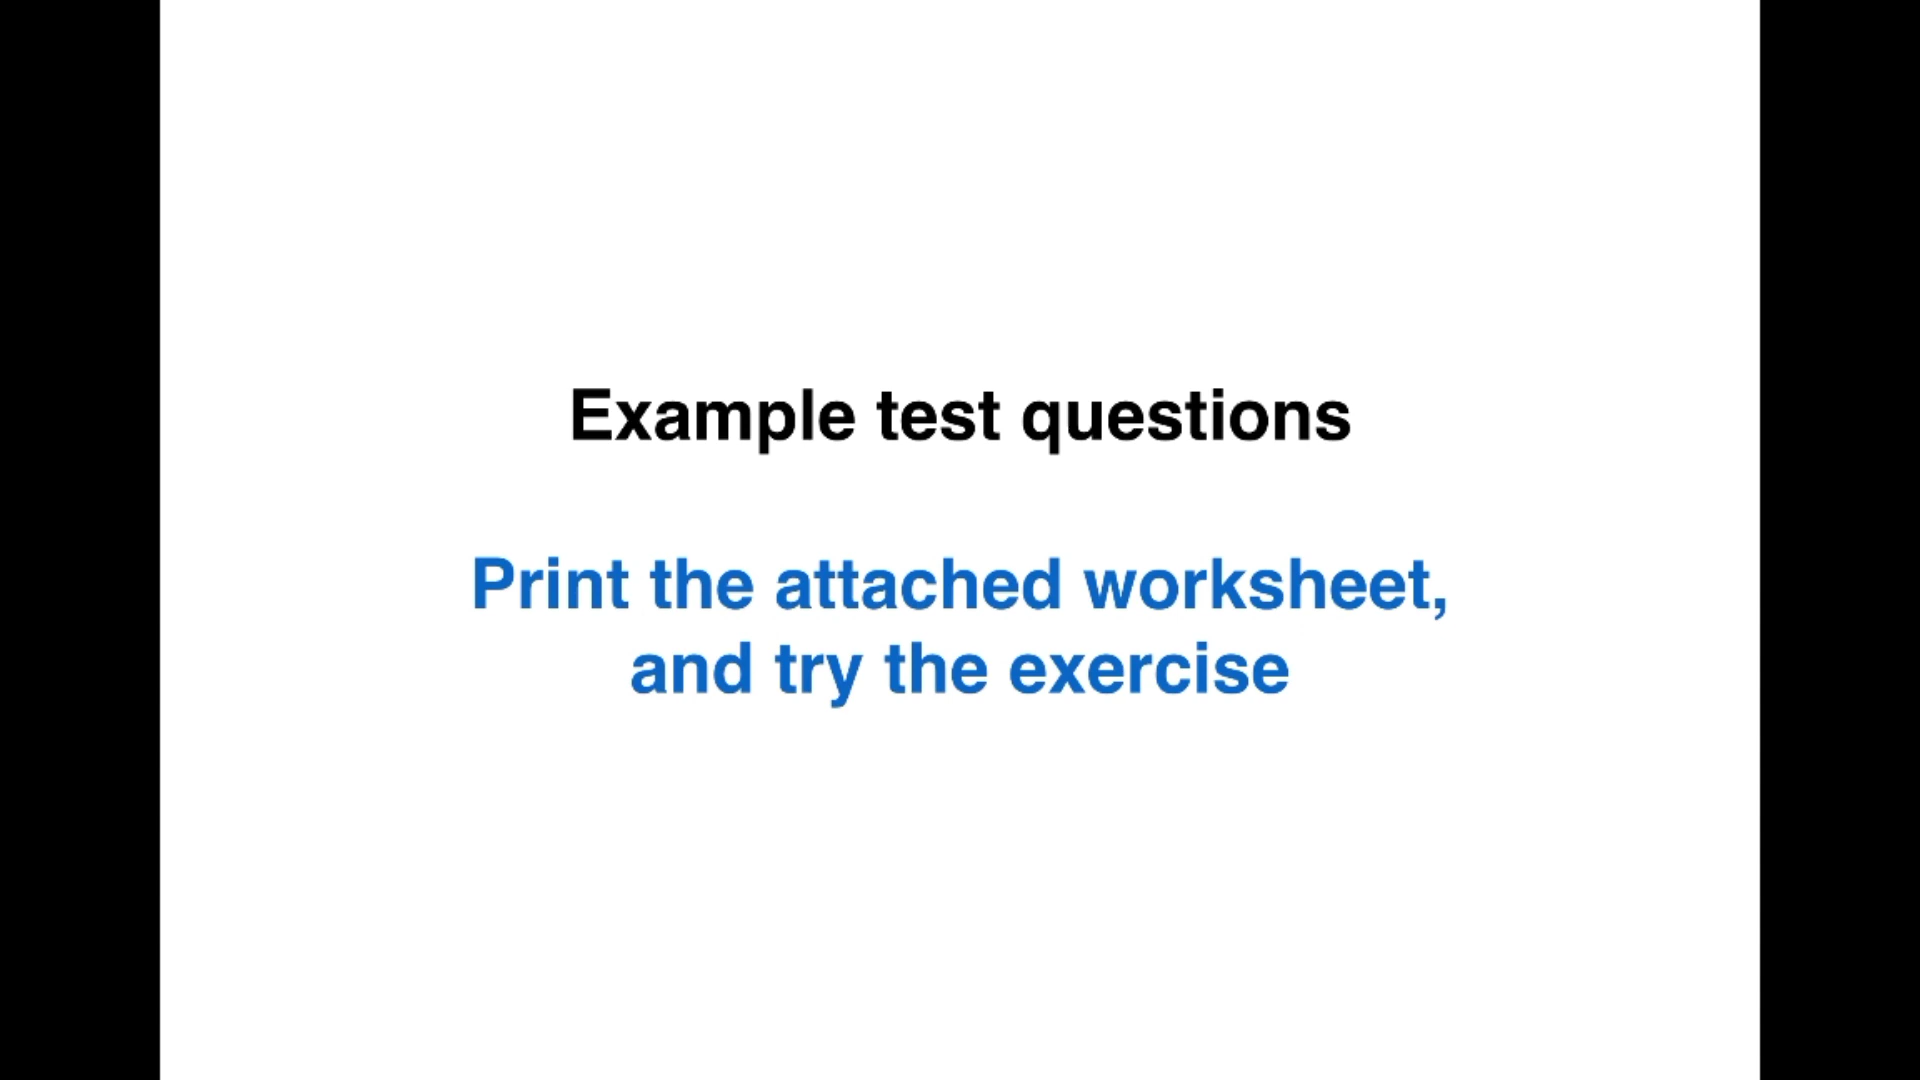 Example test questions
Print the attached worksheet,
and try the exercise